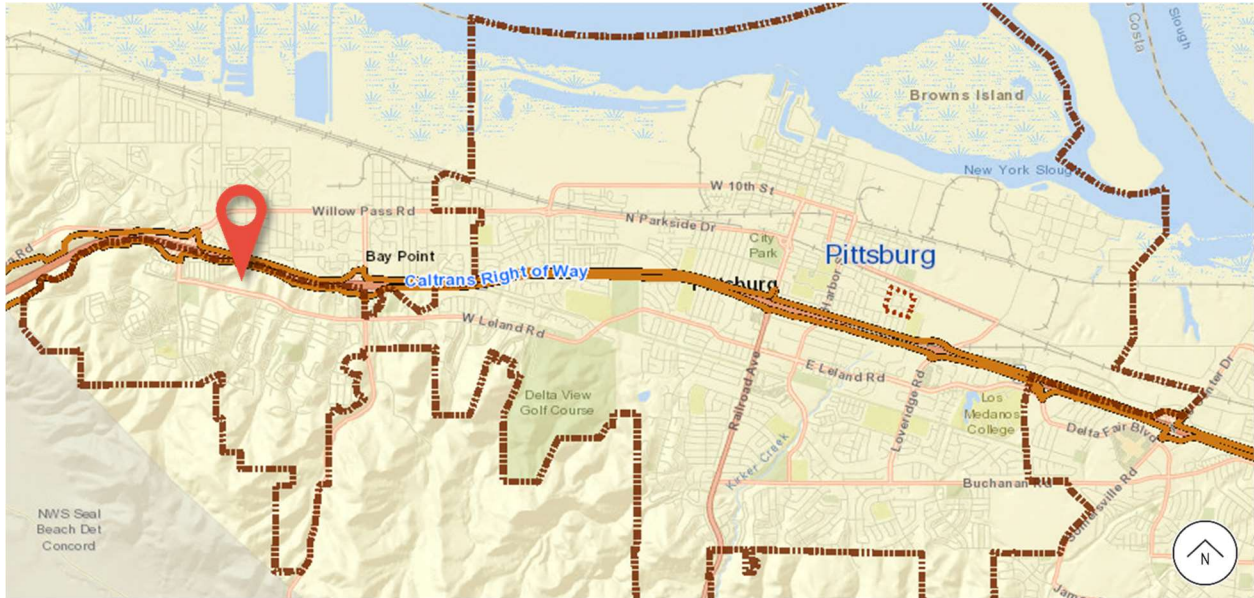 Costa
Slough
Browns Island
New York Sloug
W 10th St
Willow Pass Rd
N Parkside Dr
City
Park
Pittsburg
Bay Point
Caltrans Right of Way
Harbor
Rd
W Leland Rd
E Leland Rd
Railroad Ave
Loveridge Rd
Delta View
Golf Course
Los
Medanos
College
Delta Fair Blvd
Kirker Creek
Buchanan Rd
Somersville Rd
NWS Seal
Beach Det
Concord
N